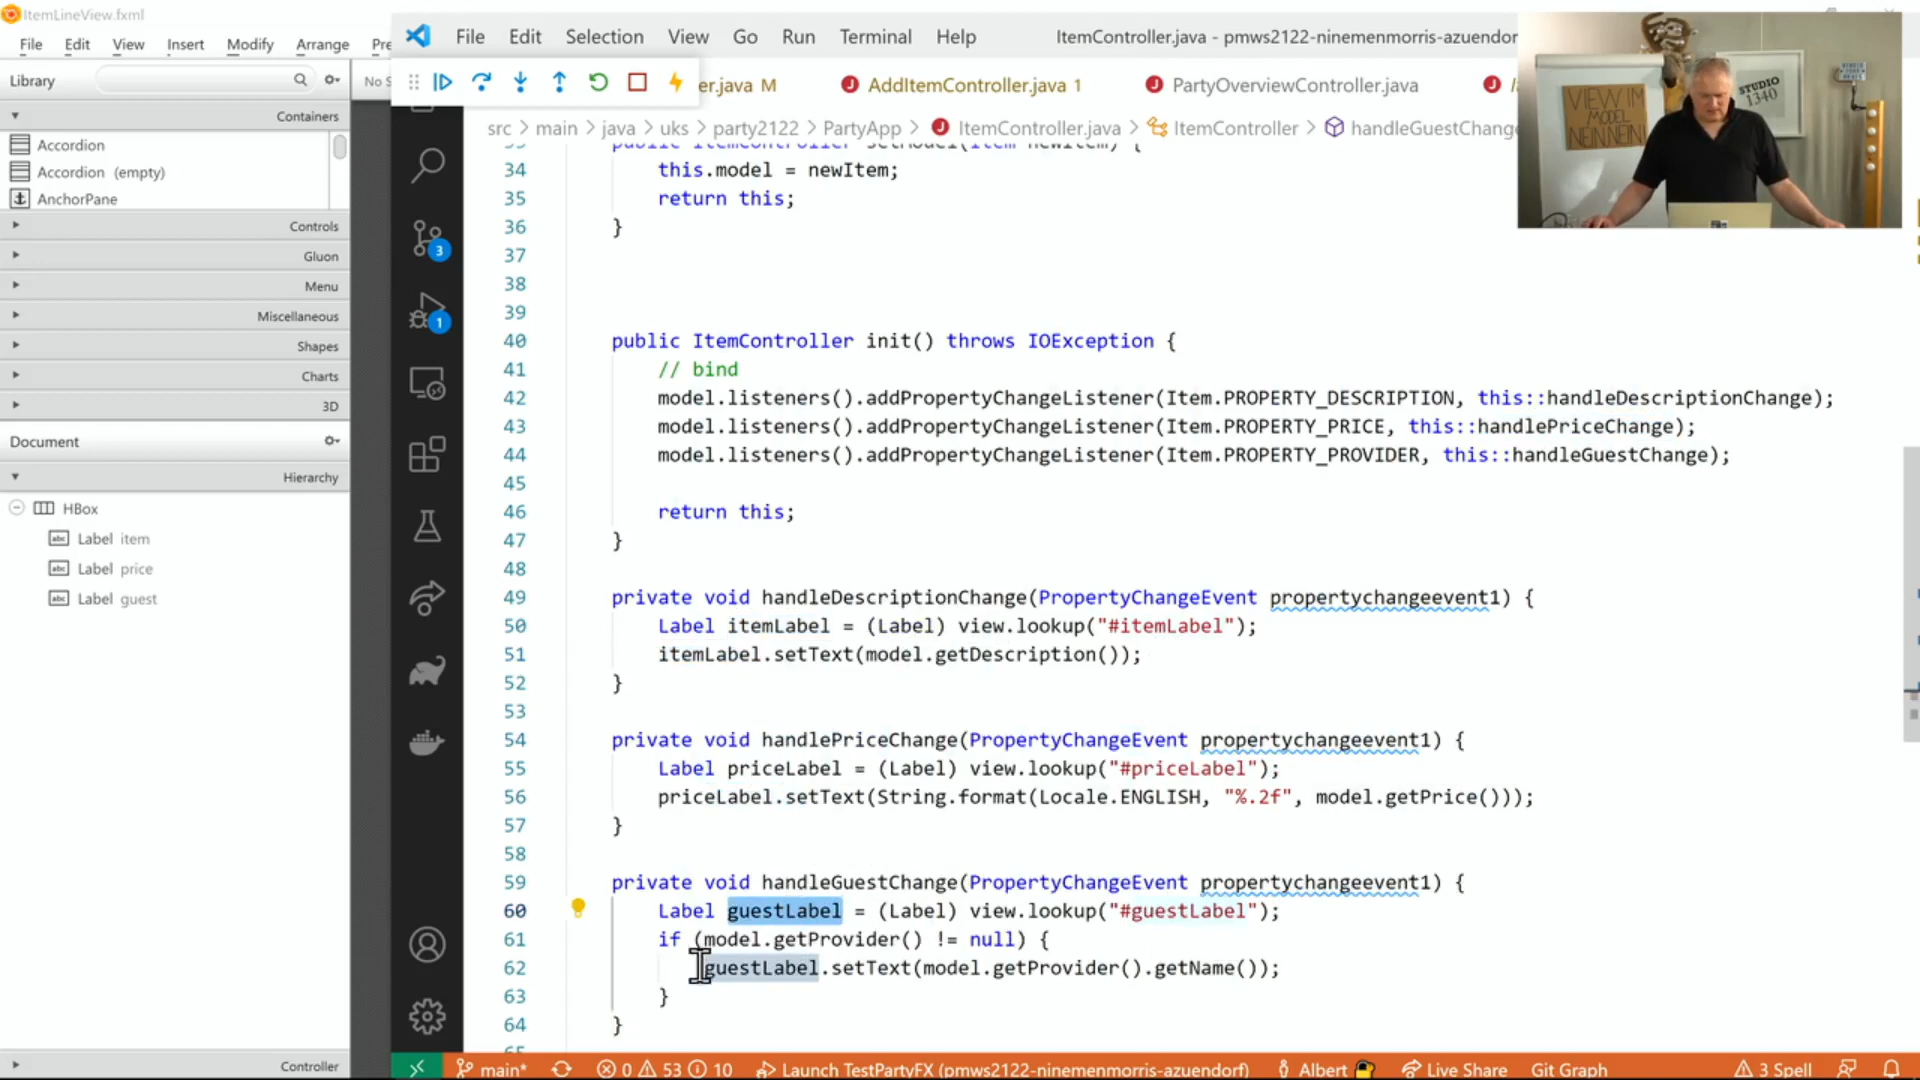 ItemLineView.fxml
File Edit View Insert Modify Arrange Pre
Library
No S
Containers
Accordion
Accordion (empty)
AnchorPane
Controls
Gluon
Menu
Miscellaneous
Shapes
Charts
3D
Document
Hierarchy
HBox
Label item
Label price
Label guest
Controller
File Edit Selection View Go Run Terminal Help
ItemController.java - pmws2122-ninemenmorris-azuendor
er.java M
AddItemController.java 1
PartyOverviewController.java
src > main > java > uks > party2122 > PartyApp > ItemController.java > ItemController > handleGuestChange
3
1
public ItemController setModel(Item newItem) {
34 this.model = newItem;
35 return this;
36 }
37
38
39
40 public ItemController init() throws IOException {
41 // bind
42 model.listeners().addPropertyChangeListener(Item.PROPERTY_DESCRIPTION, this::handleDescriptionChange);
43 model.listeners().addPropertyChangeListener(Item.PROPERTY_PRICE, this::handlePriceChange);
44 model.listeners().addPropertyChangeListener(Item.PROPERTY_PROVIDER, this::handleGuestChange);
45
46 return this;
47 }
48
49 private void handleDescriptionChange(PropertyChangeEvent propertychangeevent1) {
50 Label itemLabel = (Label) view.lookup("#itemLabel");
51 itemLabel.setText(model.getDescription());
52 }
53
54 private void handlePriceChange(PropertyChangeEvent propertychangeevent1) {
55 Label priceLabel = (Label) view.lookup("#priceLabel");
56 priceLabel.setText(String.format(Locale.ENGLISH, "%.2f", model.getPrice()));
57 }
58
59 private void handleGuestChange(PropertyChangeEvent propertychangeevent1) {
60 Label guestLabel = (Label) view.lookup("#guestLabel");
61 if (model.getProvider() != null) {
62 guestLabel.setText(model.getProvider().getName());
63 }
64 }
main* 0 53 10 Launch TestPartyFX (pmws2122-ninemenmorris-azuendorf) Albert Live Share Git Graph 3 Spell
VIEW IM
MODEL
NEIN NEIN!
STUDIO
1340